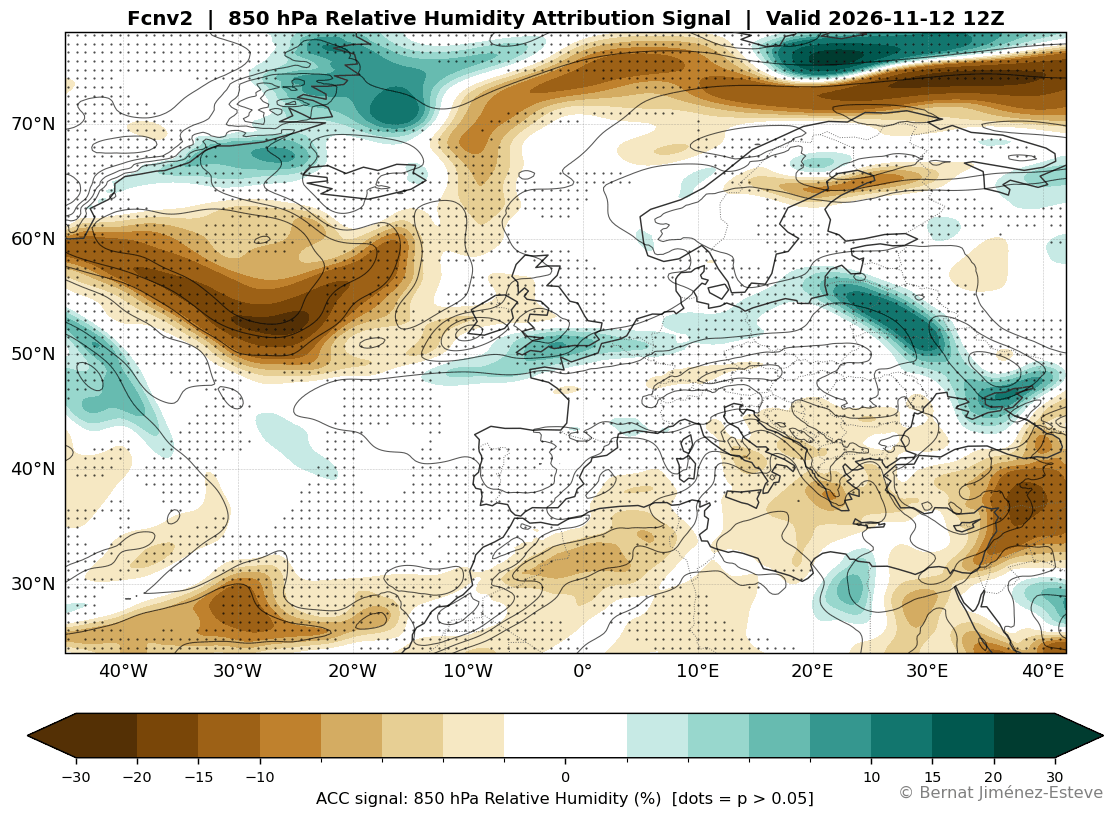 Fcnv2 | 850 hPa Relative Humidity Attribution Signal | Valid 2026-11-12 12Z
70°N
60°N
50°N
40°N
30°N
40°W 30°W 20°W 10°W 0° 10°E 20°E 30°E 40°E
−30 −20 −15 −10 0 10 15 20 30
ACC signal: 850 hPa Relative Humidity (%) [dots = p > 0.05]
© Bernat Jiménez-Esteve